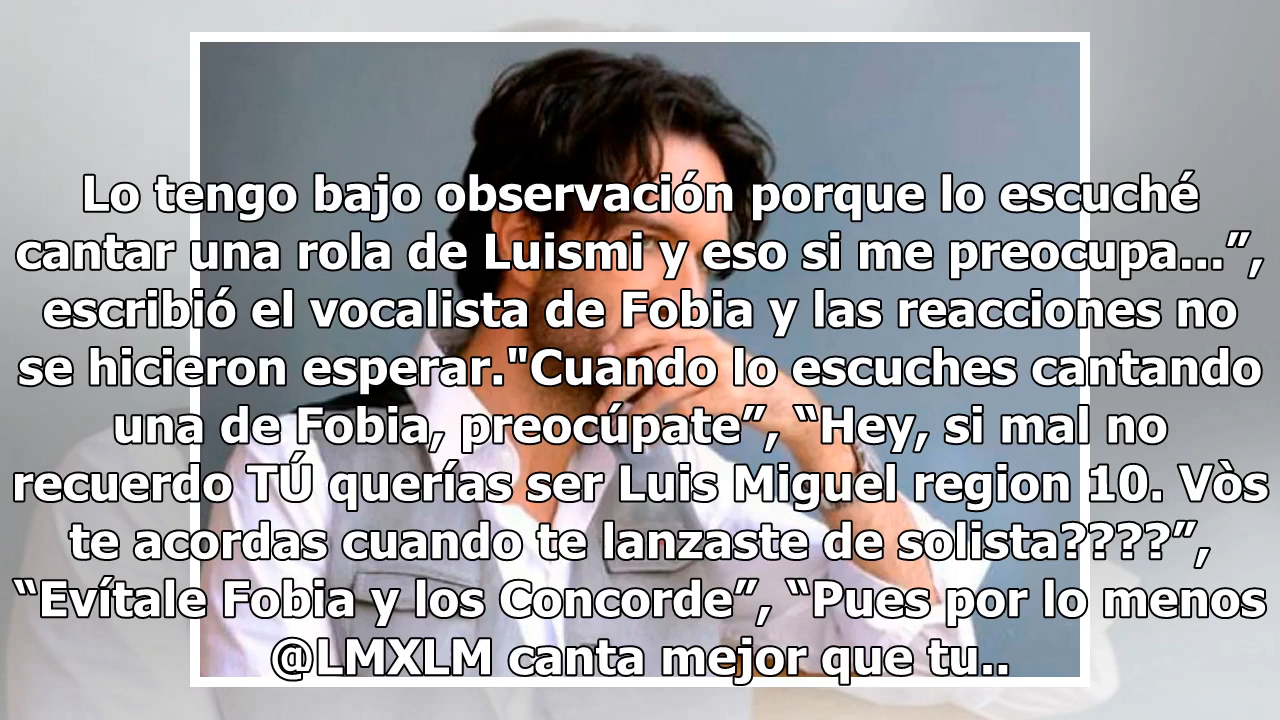 Lo tengo bajo observación porque lo escuché
cantar una rola de Luismi y eso si me preocupa...”,
escribió el vocalista de Fobia y las reacciones no
se hicieron esperar."Cuando lo escuches cantando
una de Fobia, preocúpate”, “Hey, si mal no
recuerdo TÚ querías ser Luis Miguel region 10. Vòs
te acordas cuando te lanzaste de solista????”,
“Evítale Fobia y los Concorde”, “Pues por lo menos
@LMXLM canta mejor que tu..